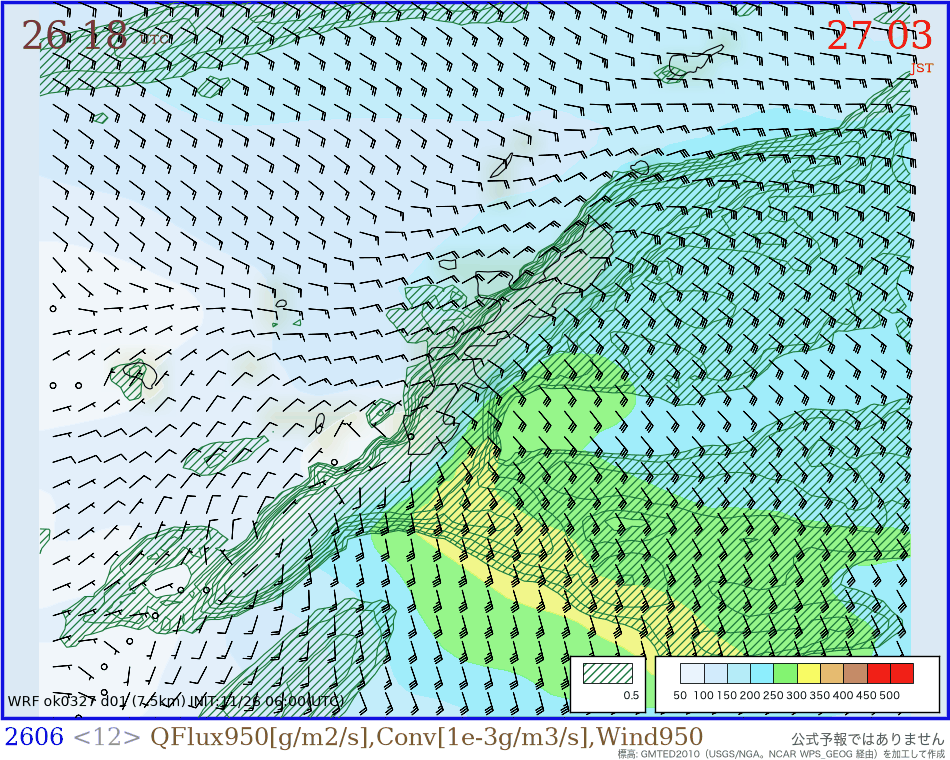 26 18 UTC
27 03
JST
0.5
50 100 150 200 250 300 350 400 450 500
WRF ok0327 d01 (7.5km) INIT:11/26 06:00(UTC)
2606 <12> QFlux950[g/m2/s],Conv[1e-3g/m3/s],Wind950
公式予報ではありません
標高: GMTED2010（USGS/NGA。NCAR WPS_GEOG 経由）を加工して作成